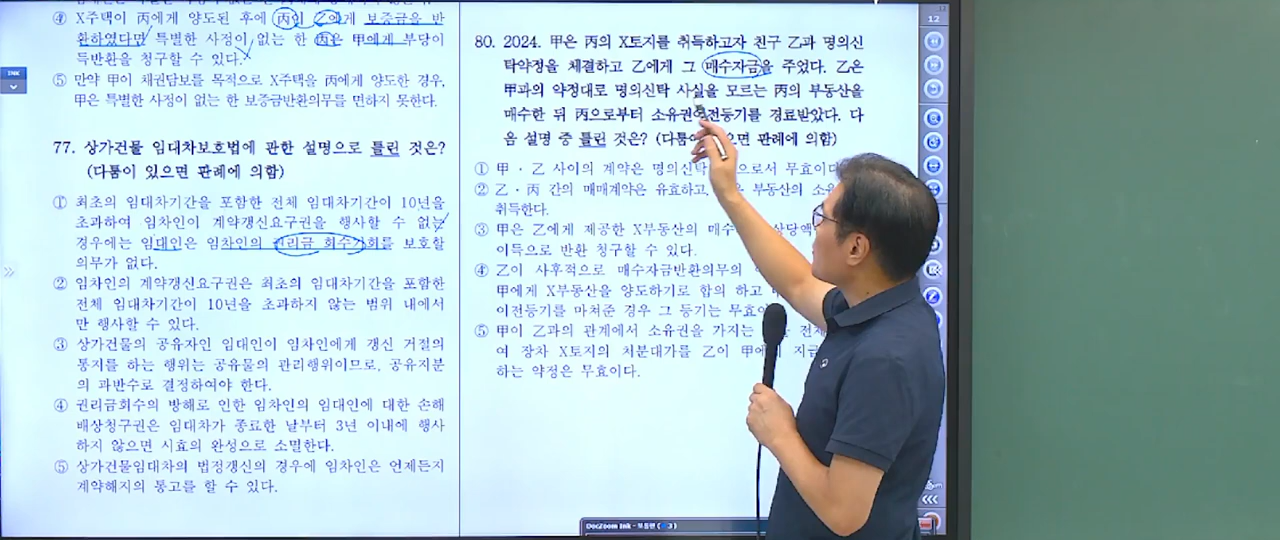 ④ X주택이 丙에게 양도된 후에 丙이 乙에게 보증금을 반
환하였다면 특별한 사정이 없는 한 丙은 甲에게 부당이
득반환을 청구할 수 있다.
⑤ 만약 甲이 채권담보를 목적으로 X주택을 丙에게 양도한 경우,
甲은 특별한 사정이 없는 한 보증금반환의무를 면하지 못한다.
77. 상가건물 임대차보호법에 관한 설명으로 틀린 것은?
(다툼이 있으면 판례에 의함)
① 최초의 임대차기간을 포함한 전체 임대차기간이 10년을
초과하여 임차인이 계약갱신요구권을 행사할 수 없는
경우에는 임대인은 임차인의 권리금 회수기회를 보호할
의무가 없다.
② 임차인의 계약갱신요구권은 최초의 임대차기간을 포함한
전체 임대차기간이 10년을 초과하지 않는 범위 내에서
만 행사할 수 있다.
③ 상가건물의 공유자인 임대인이 임차인에게 갱신 거절의
통지를 하는 행위는 공유물의 관리행위이므로, 공유지분
의 과반수로 결정하여야 한다.
④ 권리금회수의 방해로 인한 임차인의 임대인에 대한 손해
배상청구권은 임대차가 종료한 날부터 3년 이내에 행사
하지 않으면 시효의 완성으로 소멸한다.
⑤ 상가건물임대차의 법정갱신의 경우에 임차인은 언제든지
계약해지의 통고를 할 수 있다.
80. 2024. 甲은 丙의 X토지를 취득하고자 친구 乙과 명의신
탁약정을 체결하고 乙에게 그 매수자금을 주었다. 乙은
甲과의 약정대로 명의신탁 사실을 모르는 丙의 부동산을
매수한 뒤 丙으로부터 소유권이전등기를 경료받았다. 다
음 설명 중 틀린 것은? (다툼이 있으면 판례에 의함)
① 甲·乙 사이의 계약은 명의신탁 으로서 무효이다
② 乙·丙 간의 매매계약은 유효하고, 부동산의
취득한다.
③ 甲은 乙에게 제공한 X부동산의 상당액
이득으로 반환 청구할 수 있다.
④ 乙이 사후적으로 매수자금반환의무의
甲에게 X부동산을 양도하기로 합의 하고
이전등기를 마쳐준 경우 그 등기는
⑤ 甲이 乙과의 관계에서 소유권을 가지는
여 장차 X토지의 처분대가를 乙이 지급
하는 약정은 무효이다.
INK
12
DocZoom Ink -